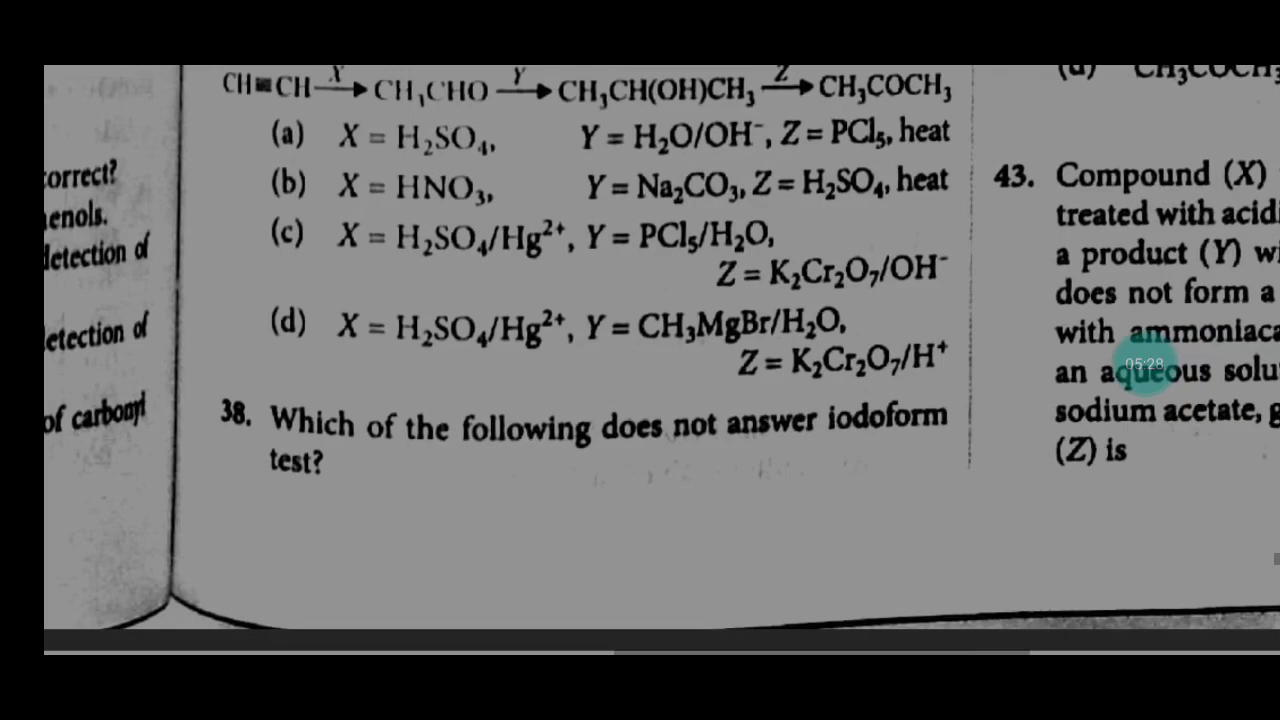 correct?
enols.
detection of
etection of
of carbonyl
CH≡CH —X→ CH₃CHO —Y→ CH₃CH(OH)CH₃ —Z→ CH₃COCH₃
(a) X = H₂SO₄, Y = H₂O/OH⁻, Z = PCl₅, heat
(b) X = HNO₃, Y = Na₂CO₃, Z = H₂SO₄, heat
(c) X = H₂SO₄/Hg²⁺, Y = PCl₅/H₂O,
Z = K₂Cr₂O₇/OH⁻
(d) X = H₂SO₄/Hg²⁺, Y = CH₃MgBr/H₂O,
Z = K₂Cr₂O₇/H⁺
38. Which of the following does not answer iodoform
test?
(d) CH₃COCH₃
43. Compound (X)
treated with acidi
a product (Y) wi
does not form a
with ammoniaca
an aqueous solu
sodium acetate, g
(Z) is
05:28